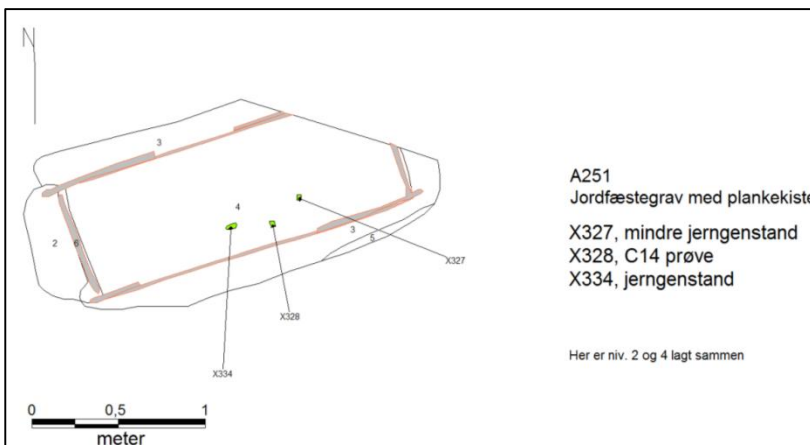 N
3
4
2
6
3
5
X327
X328
X334
A251
Jordfæstegrav med plankekiste
X327, mindre jerngenstand
X328, C14 prøve
X334, jerngenstand
Her er niv. 2 og 4 lagt sammen
0 0,5 1
meter